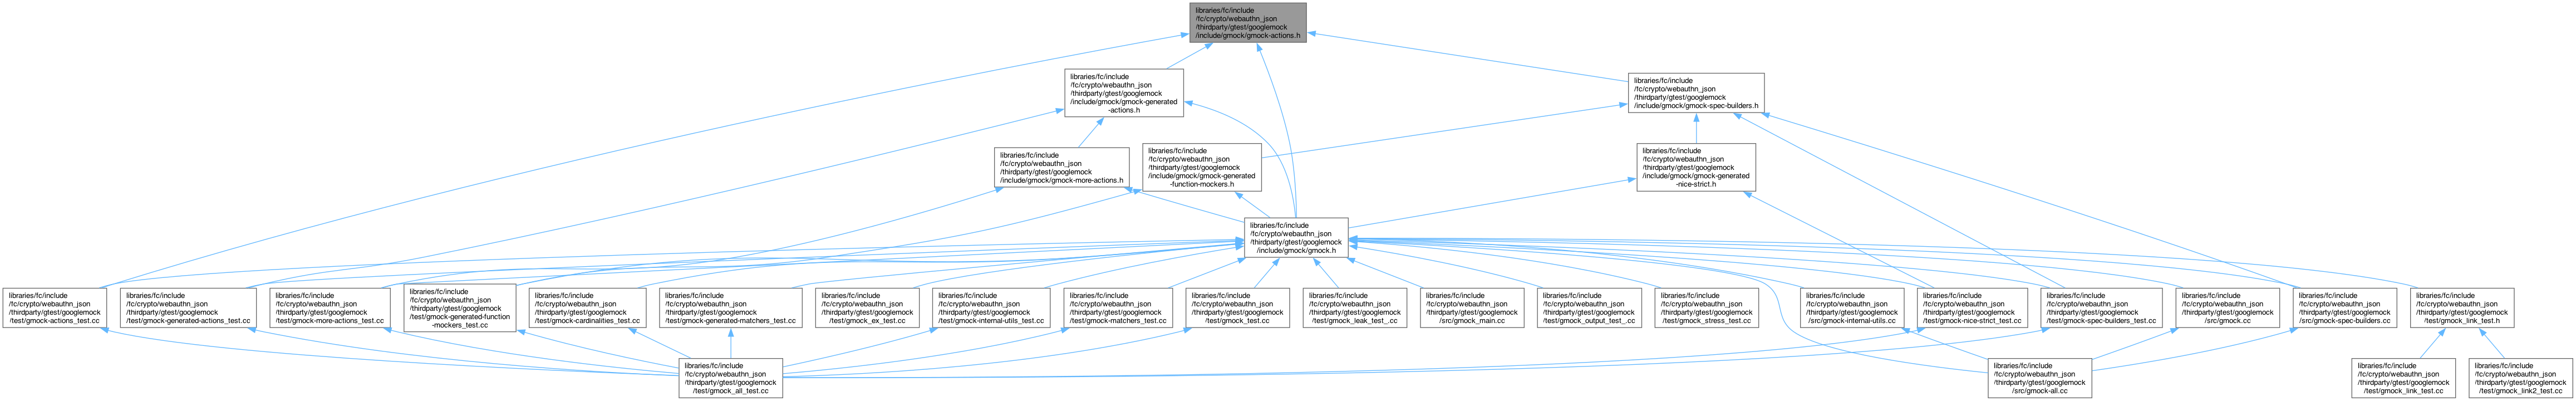 libraries/fc/include
/fc/crypto/webauthn_json
/thirdparty/gtest/googlemock
/include/gmock/gmock-actions.h
libraries/fc/include
/fc/crypto/webauthn_json
/thirdparty/gtest/googlemock
/include/gmock/gmock-generated
-actions.h
libraries/fc/include
/fc/crypto/webauthn_json
/thirdparty/gtest/googlemock
/include/gmock/gmock-spec-builders.h
libraries/fc/include
/fc/crypto/webauthn_json
/thirdparty/gtest/googlemock
/include/gmock/gmock-more-actions.h
libraries/fc/include
/fc/crypto/webauthn_json
/thirdparty/gtest/googlemock
/include/gmock/gmock-generated
-function-mockers.h
libraries/fc/include
/fc/crypto/webauthn_json
/thirdparty/gtest/googlemock
/include/gmock/gmock-generated
-nice-strict.h
libraries/fc/include
/fc/crypto/webauthn_json
/thirdparty/gtest/googlemock
/include/gmock/gmock.h
libraries/fc/include
/fc/crypto/webauthn_json
/thirdparty/gtest/googlemock
/test/gmock-actions_test.cc
libraries/fc/include
/fc/crypto/webauthn_json
/thirdparty/gtest/googlemock
/test/gmock-generated-actions_test.cc
libraries/fc/include
/fc/crypto/webauthn_json
/thirdparty/gtest/googlemock
/test/gmock-more-actions_test.cc
libraries/fc/include
/fc/crypto/webauthn_json
/thirdparty/gtest/googlemock
/test/gmock-generated-function
-mockers_test.cc
libraries/fc/include
/fc/crypto/webauthn_json
/thirdparty/gtest/googlemock
/test/gmock-cardinalities_test.cc
libraries/fc/include
/fc/crypto/webauthn_json
/thirdparty/gtest/googlemock
/test/gmock-generated-matchers_test.cc
libraries/fc/include
/fc/crypto/webauthn_json
/thirdparty/gtest/googlemock
/test/gmock_ex_test.cc
libraries/fc/include
/fc/crypto/webauthn_json
/thirdparty/gtest/googlemock
/test/gmock-internal-utils_test.cc
libraries/fc/include
/fc/crypto/webauthn_json
/thirdparty/gtest/googlemock
/test/gmock-matchers_test.cc
libraries/fc/include
/fc/crypto/webauthn_json
/thirdparty/gtest/googlemock
/test/gmock_test.cc
libraries/fc/include
/fc/crypto/webauthn_json
/thirdparty/gtest/googlemock
/test/gmock_leak_test_.cc
libraries/fc/include
/fc/crypto/webauthn_json
/thirdparty/gtest/googlemock
/src/gmock_main.cc
libraries/fc/include
/fc/crypto/webauthn_json
/thirdparty/gtest/googlemock
/test/gmock_output_test_.cc
libraries/fc/include
/fc/crypto/webauthn_json
/thirdparty/gtest/googlemock
/test/gmock_stress_test.cc
libraries/fc/include
/fc/crypto/webauthn_json
/thirdparty/gtest/googlemock
/src/gmock-internal-utils.cc
libraries/fc/include
/fc/crypto/webauthn_json
/thirdparty/gtest/googlemock
/test/gmock-nice-strict_test.cc
libraries/fc/include
/fc/crypto/webauthn_json
/thirdparty/gtest/googlemock
/test/gmock-spec-builders_test.cc
libraries/fc/include
/fc/crypto/webauthn_json
/thirdparty/gtest/googlemock
/src/gmock.cc
libraries/fc/include
/fc/crypto/webauthn_json
/thirdparty/gtest/googlemock
/src/gmock-spec-builders.cc
libraries/fc/include
/fc/crypto/webauthn_json
/thirdparty/gtest/googlemock
/test/gmock_link_test.h
libraries/fc/include
/fc/crypto/webauthn_json
/thirdparty/gtest/googlemock
/test/gmock_all_test.cc
libraries/fc/include
/fc/crypto/webauthn_json
/thirdparty/gtest/googlemock
/src/gmock-all.cc
libraries/fc/include
/fc/crypto/webauthn_json
/thirdparty/gtest/googlemock
/test/gmock_link_test.cc
libraries/fc/include
/fc/crypto/webauthn_json
/thirdparty/gtest/googlemock
/test/gmock_link2_test.cc